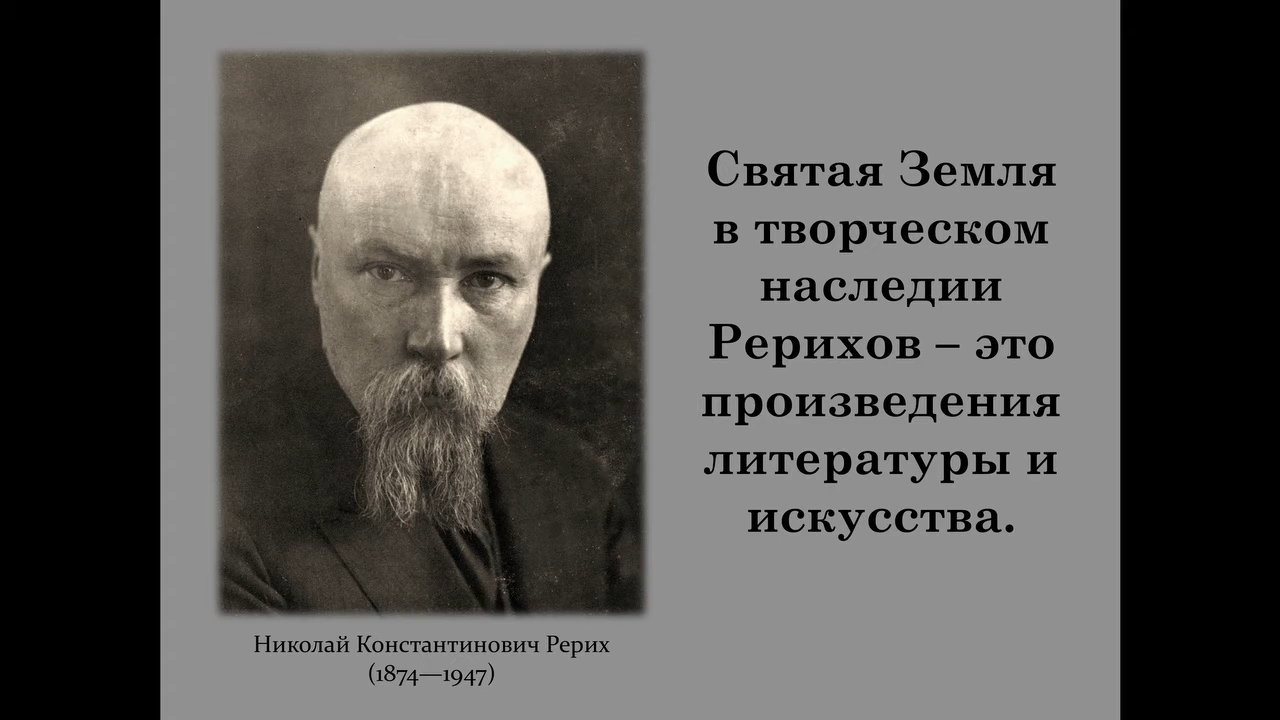 Святая Земля
в творческом
наследии
Рерихов – это
произведения
литературы и
искусства.
Николай Константинович Рерих
(1874—1947)